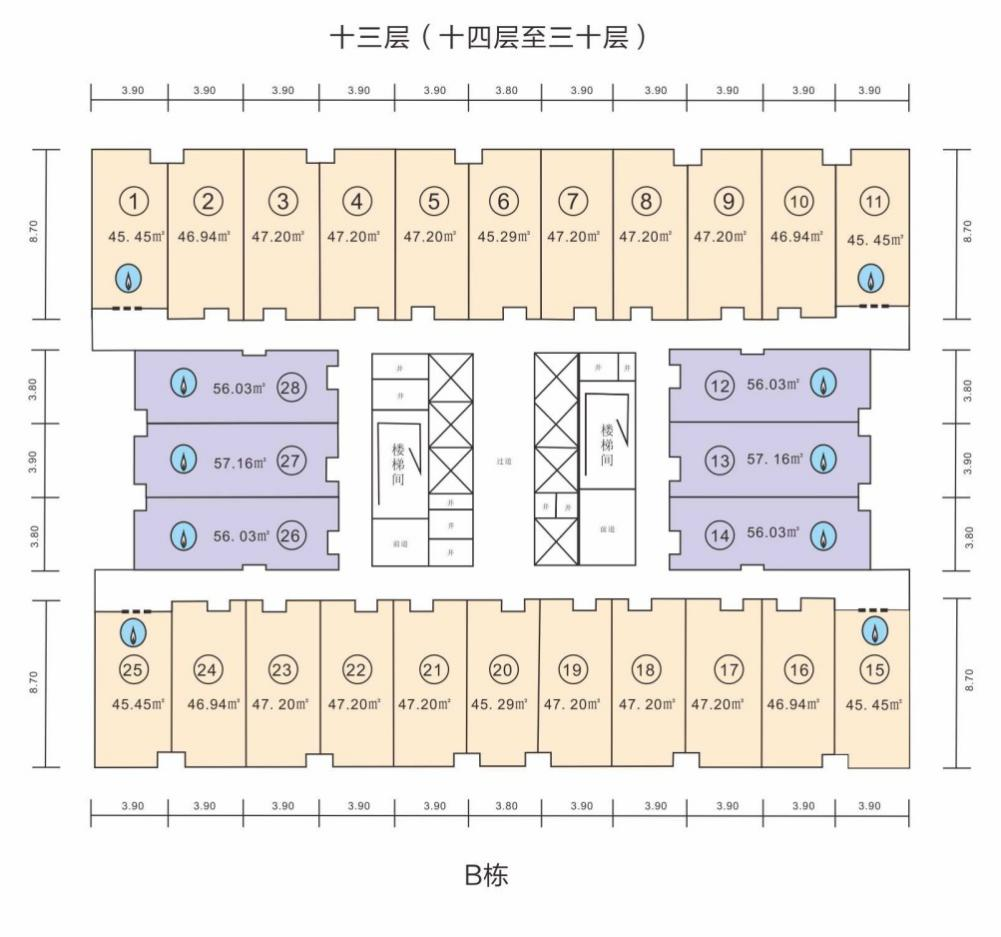 十三层（十四层至三十层）
3.90 3.90 3.90 3.90 3.90 3.80 3.90 3.90 3.90 3.90 3.90
8.70
8.70
① ② ③ ④ ⑤ ⑥ ⑦ ⑧ ⑨ ⑩ ⑪
45.45㎡ 46.94㎡ 47.20㎡ 47.20㎡ 47.20㎡ 45.29㎡ 47.20㎡ 47.20㎡ 47.20㎡ 46.94㎡ 45.45㎡
3.80 3.90 3.80
3.80 3.90 3.80
56.03㎡ ㉘
57.16㎡ ㉗
56.03㎡ ㉖
井
井
楼梯间
前道
井
井
井
过道
井 井
楼梯间
井 井
前道
⑫ 56.03㎡
⑬ 57.16㎡
⑭ 56.03㎡
8.70
8.70
㉕ ㉔ ㉓ ㉒ ㉑ ⑳ ⑲ ⑱ ⑰ ⑯ ⑮
45.45㎡ 46.94㎡ 47.20㎡ 47.20㎡ 47.20㎡ 45.29㎡ 47.20㎡ 47.20㎡ 47.20㎡ 46.94㎡ 45.45㎡
3.90 3.90 3.90 3.90 3.90 3.80 3.90 3.90 3.90 3.90 3.90
B栋